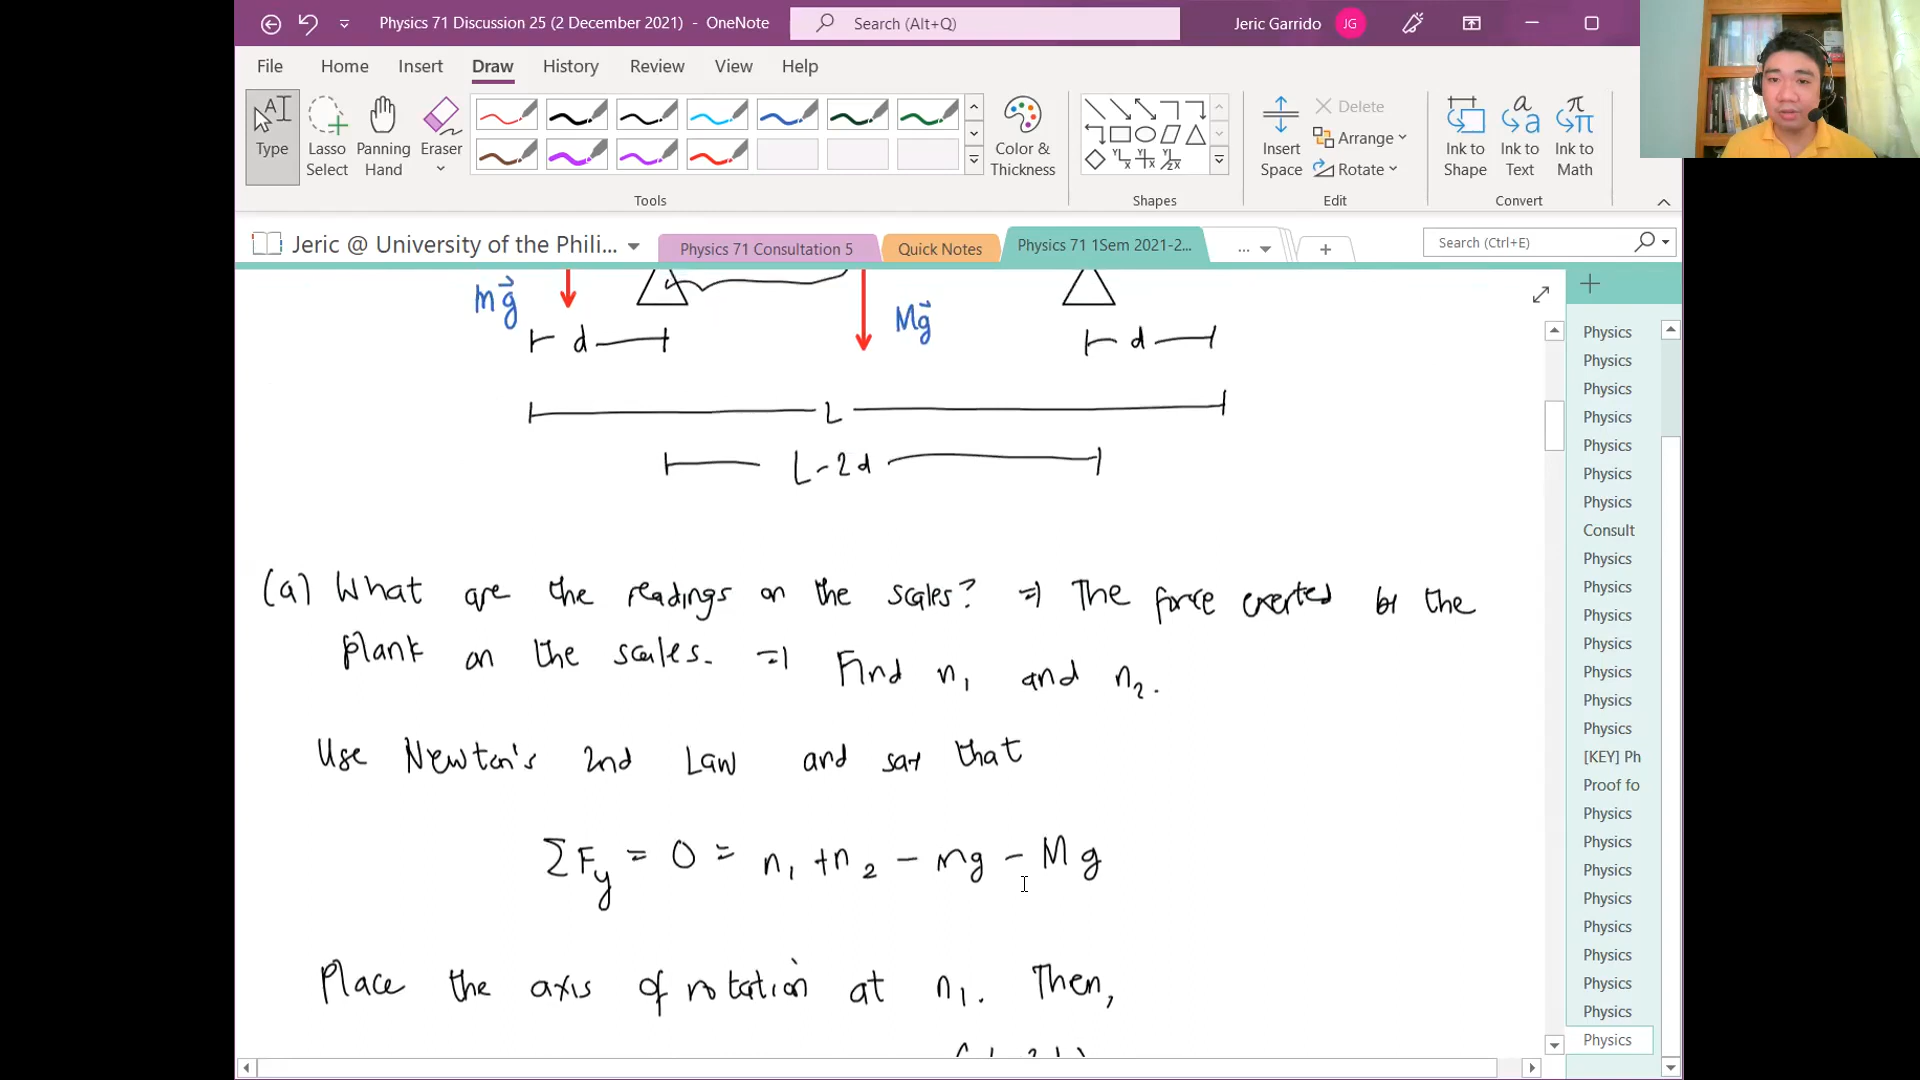 Physics 71 Discussion 25 (2 December 2021) - OneNote
Search (Alt+Q)
Jeric Garrido
JG
File Home Insert Draw History Review View Help
Type
Lasso Select
Panning Hand
Eraser
Color & Thickness
Insert Space
Delete
Arrange
Rotate
Ink to Shape
Ink to Text
Ink to Math
Tools
Shapes
Edit
Convert
Jeric @ University of the Phili...
Physics 71 Consultation 5
Quick Notes
Physics 71 1Sem 2021-2...
...
Search (Ctrl+E)
mg⃗
Mg⃗
d
d
L
L-2d
(a) What are the readings on the scales? => The force exerted by the
plank on the scales. => Find n₁ and n₂.
Use Newton's 2nd Law and say that
ΣFy = 0 = n₁ + n₂ - mg - Mg
Place the axis of rotation at n₁. Then,
Physics
Physics
Physics
Physics
Physics
Physics
Physics
Consult
Physics
Physics
Physics
Physics
Physics
Physics
Physics
[KEY] Ph
Proof fo
Physics
Physics
Physics
Physics
Physics
Physics
Physics
Physics
Physics